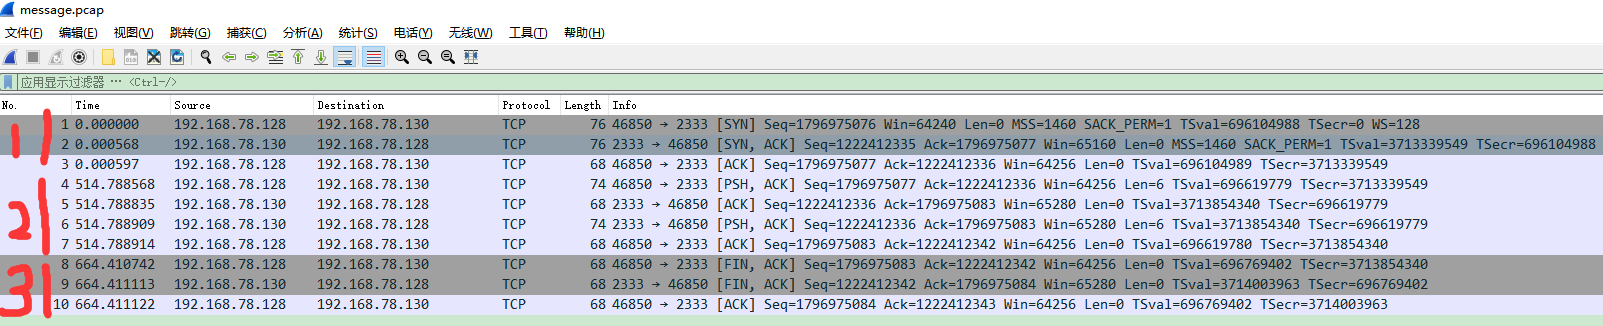 message.pcap
文件(F) 编辑(E) 视图(V) 跳转(G) 捕获(C) 分析(A) 统计(S) 电话(Y) 无线(W) 工具(T) 帮助(H)
应用显示过滤器 … <Ctrl-/>
No. Time Source Destination Protocol Length Info
1 0.000000 192.168.78.128 192.168.78.130 TCP 76 46850 → 2333 [SYN] Seq=1796975076 Win=64240 Len=0 MSS=1460 SACK_PERM=1 TSval=696104988 TSecr=0 WS=128
2 0.000568 192.168.78.130 192.168.78.128 TCP 76 2333 → 46850 [SYN, ACK] Seq=1222412335 Ack=1796975077 Win=65160 Len=0 MSS=1460 SACK_PERM=1 TSval=3713339549 TSecr=696104988
3 0.000597 192.168.78.128 192.168.78.130 TCP 68 46850 → 2333 [ACK] Seq=1796975077 Ack=1222412336 Win=64256 Len=0 TSval=696104989 TSecr=3713339549
4 514.788568 192.168.78.128 192.168.78.130 TCP 74 46850 → 2333 [PSH, ACK] Seq=1796975077 Ack=1222412336 Win=64256 Len=6 TSval=696619779 TSecr=3713339549
5 514.788835 192.168.78.130 192.168.78.128 TCP 68 2333 → 46850 [ACK] Seq=1222412336 Ack=1796975083 Win=65280 Len=0 TSval=3713854340 TSecr=696619779
6 514.788909 192.168.78.130 192.168.78.128 TCP 74 2333 → 46850 [PSH, ACK] Seq=1222412336 Ack=1796975083 Win=65280 Len=6 TSval=3713854340 TSecr=696619779
7 514.788914 192.168.78.128 192.168.78.130 TCP 68 46850 → 2333 [ACK] Seq=1796975083 Ack=1222412342 Win=64256 Len=0 TSval=696619780 TSecr=3713854340
8 664.410742 192.168.78.128 192.168.78.130 TCP 68 46850 → 2333 [FIN, ACK] Seq=1796975083 Ack=1222412342 Win=64256 Len=0 TSval=696769402 TSecr=3713854340
9 664.411113 192.168.78.130 192.168.78.128 TCP 68 2333 → 46850 [FIN, ACK] Seq=1222412342 Ack=1796975084 Win=65280 Len=0 TSval=3714003963 TSecr=696769402
10 664.411122 192.168.78.128 192.168.78.130 TCP 68 46850 → 2333 [ACK] Seq=1796975084 Ack=1222412343 Win=64256 Len=0 TSval=696769402 TSecr=3714003963
1
2
3